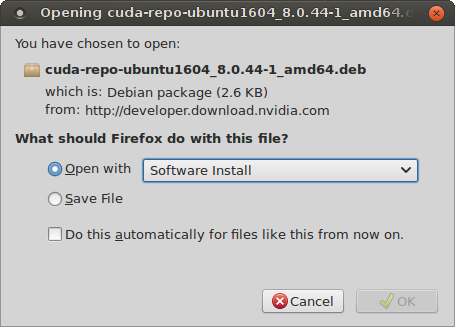 Opening cuda-repo-ubuntu1604_8.0.44-1_amd64.d
You have chosen to open:
cuda-repo-ubuntu1604_8.0.44-1_amd64.deb
which is: Debian package (2.6 KB)
from: http://developer.download.nvidia.com
What should Firefox do with this file?
Open with Software Install
Save File
Do this automatically for files like this from now on.
Cancel OK